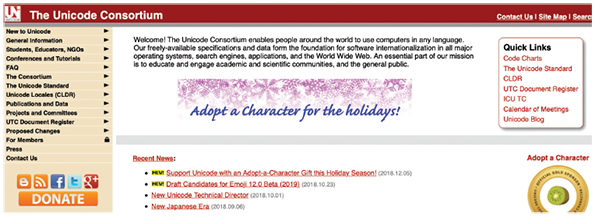 The Unicode Consortium
Contact Us | Site Map | Search
New to Unicode
General Information
Students, Educators, NGOs
Conferences and Tutorials
FAQ
The Consortium
The Unicode Standard
Unicode Locales (CLDR)
Publications and Data
Projects and Committees
UTC Document Register
Proposed Changes
For Members
Press
Contact Us
DONATE
Welcome! The Unicode Consortium enables people around the world to use computers in any language.
Our freely-available specifications and data form the foundation for software internationalization in all major
operating systems, search engines, applications, and the World Wide Web. An essential part of our mission
is to educate and engage academic and scientific communities, and the general public.
Adopt a Character for the holidays!
Recent News:
NEW! Support Unicode with an Adopt-a-Character Gift this Holiday Season! (2018.12.05)
NEW! Draft Candidates for Emoji 12.0 Beta (2019) (2018.10.23)
New Unicode Technical Director (2018.10.01)
New Japanese Era (2018.09.06)
Quick Links
Code Charts
The Unicode Standard
CLDR
UTC Document Register
ICU TC
Calendar of Meetings
Unicode Blog
Adopt a Character
GOLD SPONSOR